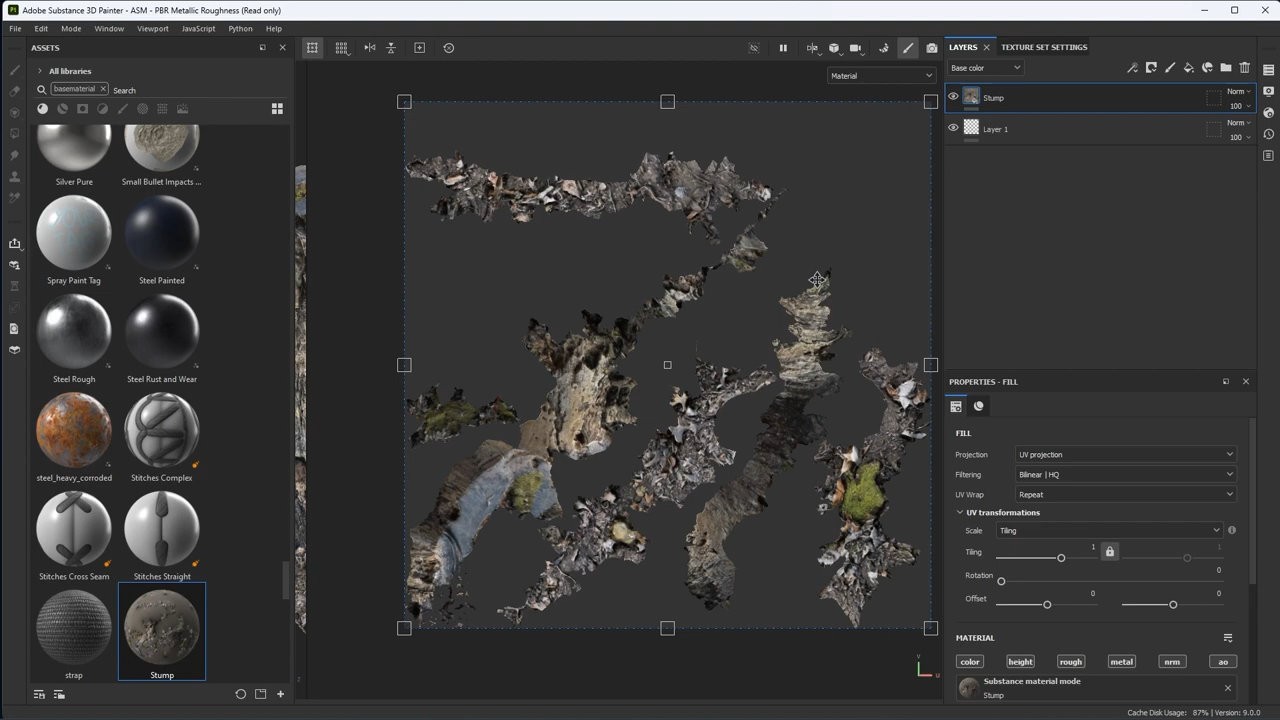 Adobe Substance 3D Painter - ASM - PBR Metallic Roughness (Read only)
File Edit Mode Window Viewport JavaScript Python Help
ASSETS
All libraries
basematerial Search
Silver Pure
Small Bullet Impacts ...
Spray Paint Tag
Steel Painted
Steel Rough
Steel Rust and Wear
steel_heavy_corroded
Stitches Complex
Stitches Cross Seam
Stitches Straight
strap
Stump
Material
LAYERS
TEXTURE SET SETTINGS
Base color
Stump
Norm
100
Layer 1
Norm
100
PROPERTIES - FILL
FILL
Projection UV projection
Filtering Bilinear | HQ
UV Wrap Repeat
UV transformations
Scale Tiling
Tiling 1 1
Rotation 0
Offset 0 0
MATERIAL
color height rough metal nrm ao
Substance material mode
Stump
Cache Disk Usage: 87% | Version: 9.0.0